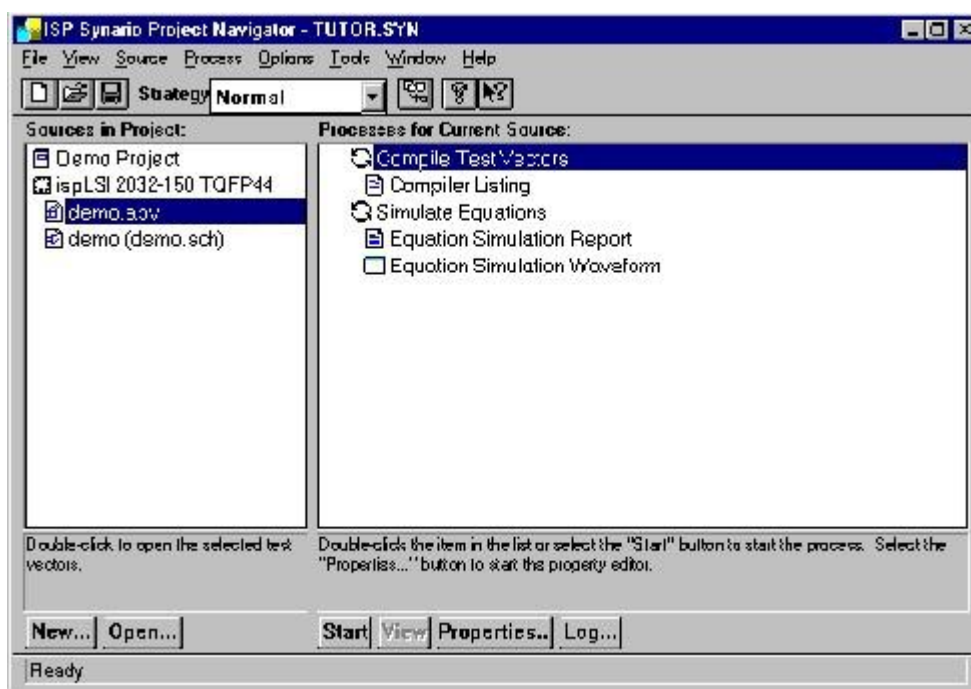 ISP Synario Project Navigator - TUTOR.SYN
File View Source Process Options Tools Window Help
Strategy Normal
Sources in Project:
Demo Project
ispLSI 2032-150 TQFP44
demo.abv
demo (demo.sch)
Processes for Current Source:
Compile Test Vectors
Compiler Listing
Simulate Equations
Equation Simulation Report
Equation Simulation Waveform
Double-click to open the selected test
vectors.
Double-click the item in the list or select the "Start" button to start the process. Select the
"Properties..." button to start the property editor.
New... Open...
Start View Properties.. Log...
Ready